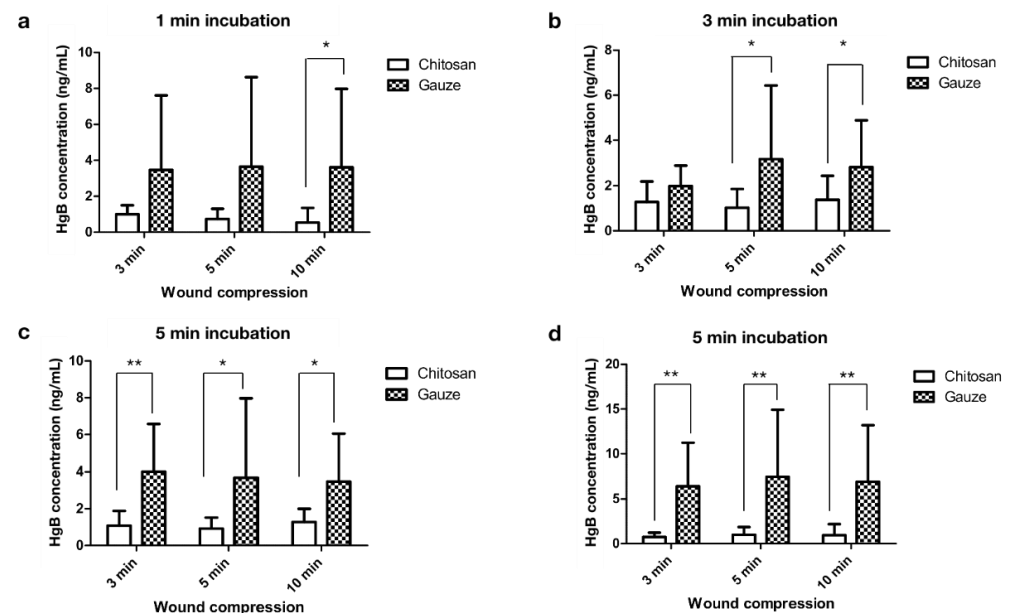 a
1 min incubation
HgB concentration (ng/mL)
10
8
6
4
2
0
*
Chitosan
Gauze
3 min
5 min
10 min
Wound compression
b
3 min incubation
HgB concentration (ng/mL)
8
6
4
2
0
*
*
Chitosan
Gauze
3 min
5 min
10 min
Wound compression
c
5 min incubation
HgB concentration (ng/mL)
10
8
6
4
2
0
**
*
*
Chitosan
Gauze
3 min
5 min
10 min
Wound compression
d
5 min incubation
HgB concentration (ng/mL)
20
15
10
5
0
**
**
**
Chitosan
Gauze
3 min
5 min
10 min
Wound compression